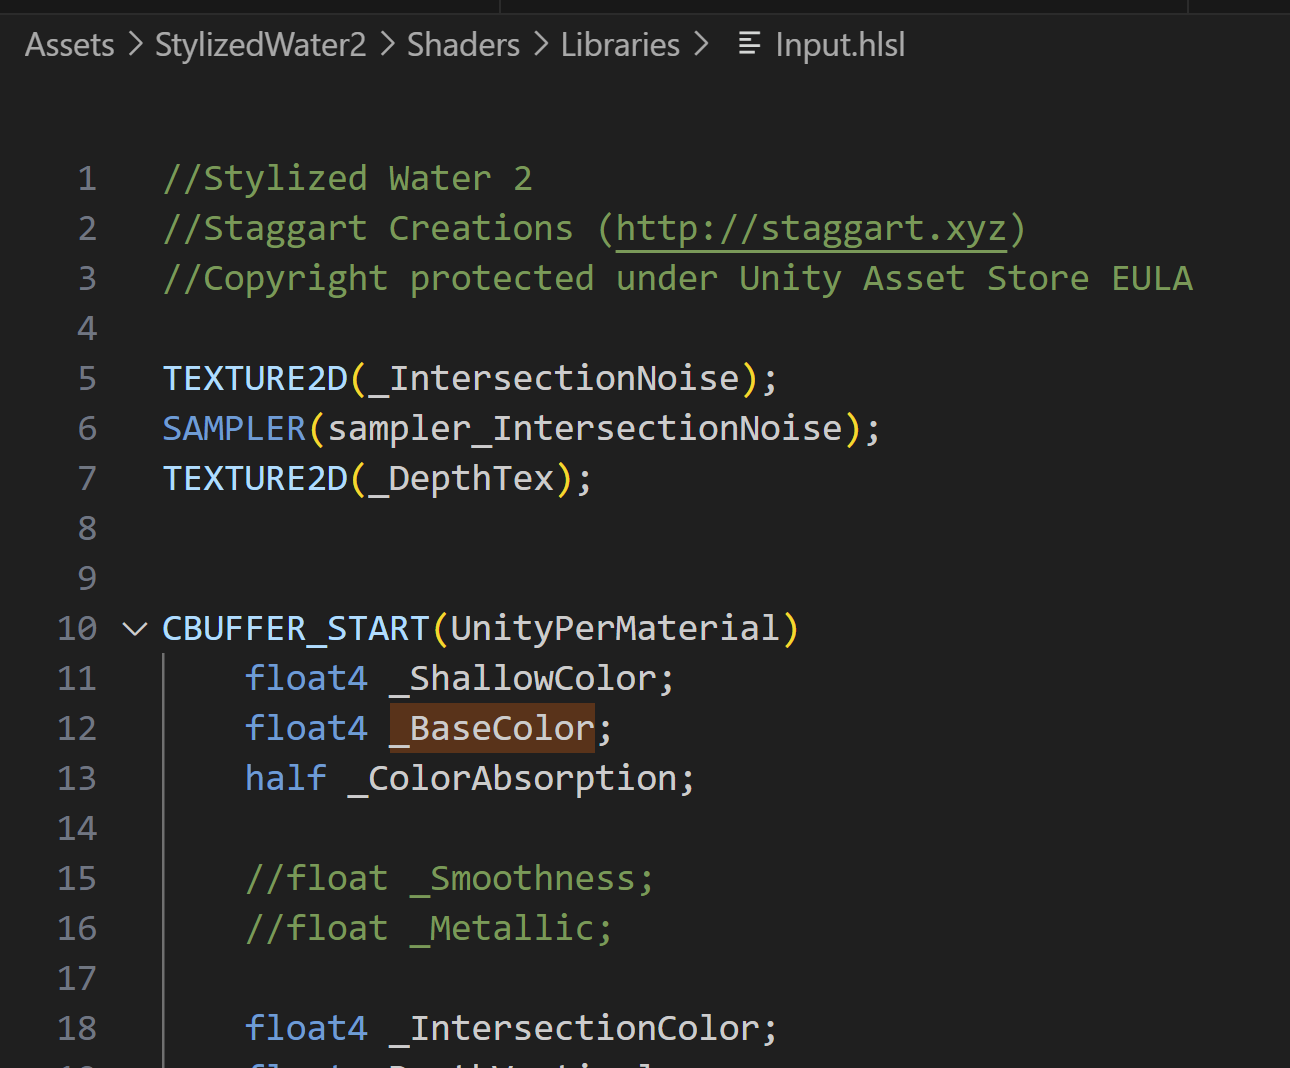 Assets > StylizedWater2 > Shaders > Libraries > Input.hlsl
1 //Stylized Water 2
2 //Staggart Creations (http://staggart.xyz)
3 //Copyright protected under Unity Asset Store EULA
4
5 TEXTURE2D(_IntersectionNoise);
6 SAMPLER(sampler_IntersectionNoise);
7 TEXTURE2D(_DepthTex);
8
9
10 CBUFFER_START(UnityPerMaterial)
11 float4 _ShallowColor;
12 float4 _BaseColor;
13 half _ColorAbsorption;
14
15 //float _Smoothness;
16 //float _Metallic;
17
18 float4 _IntersectionColor;